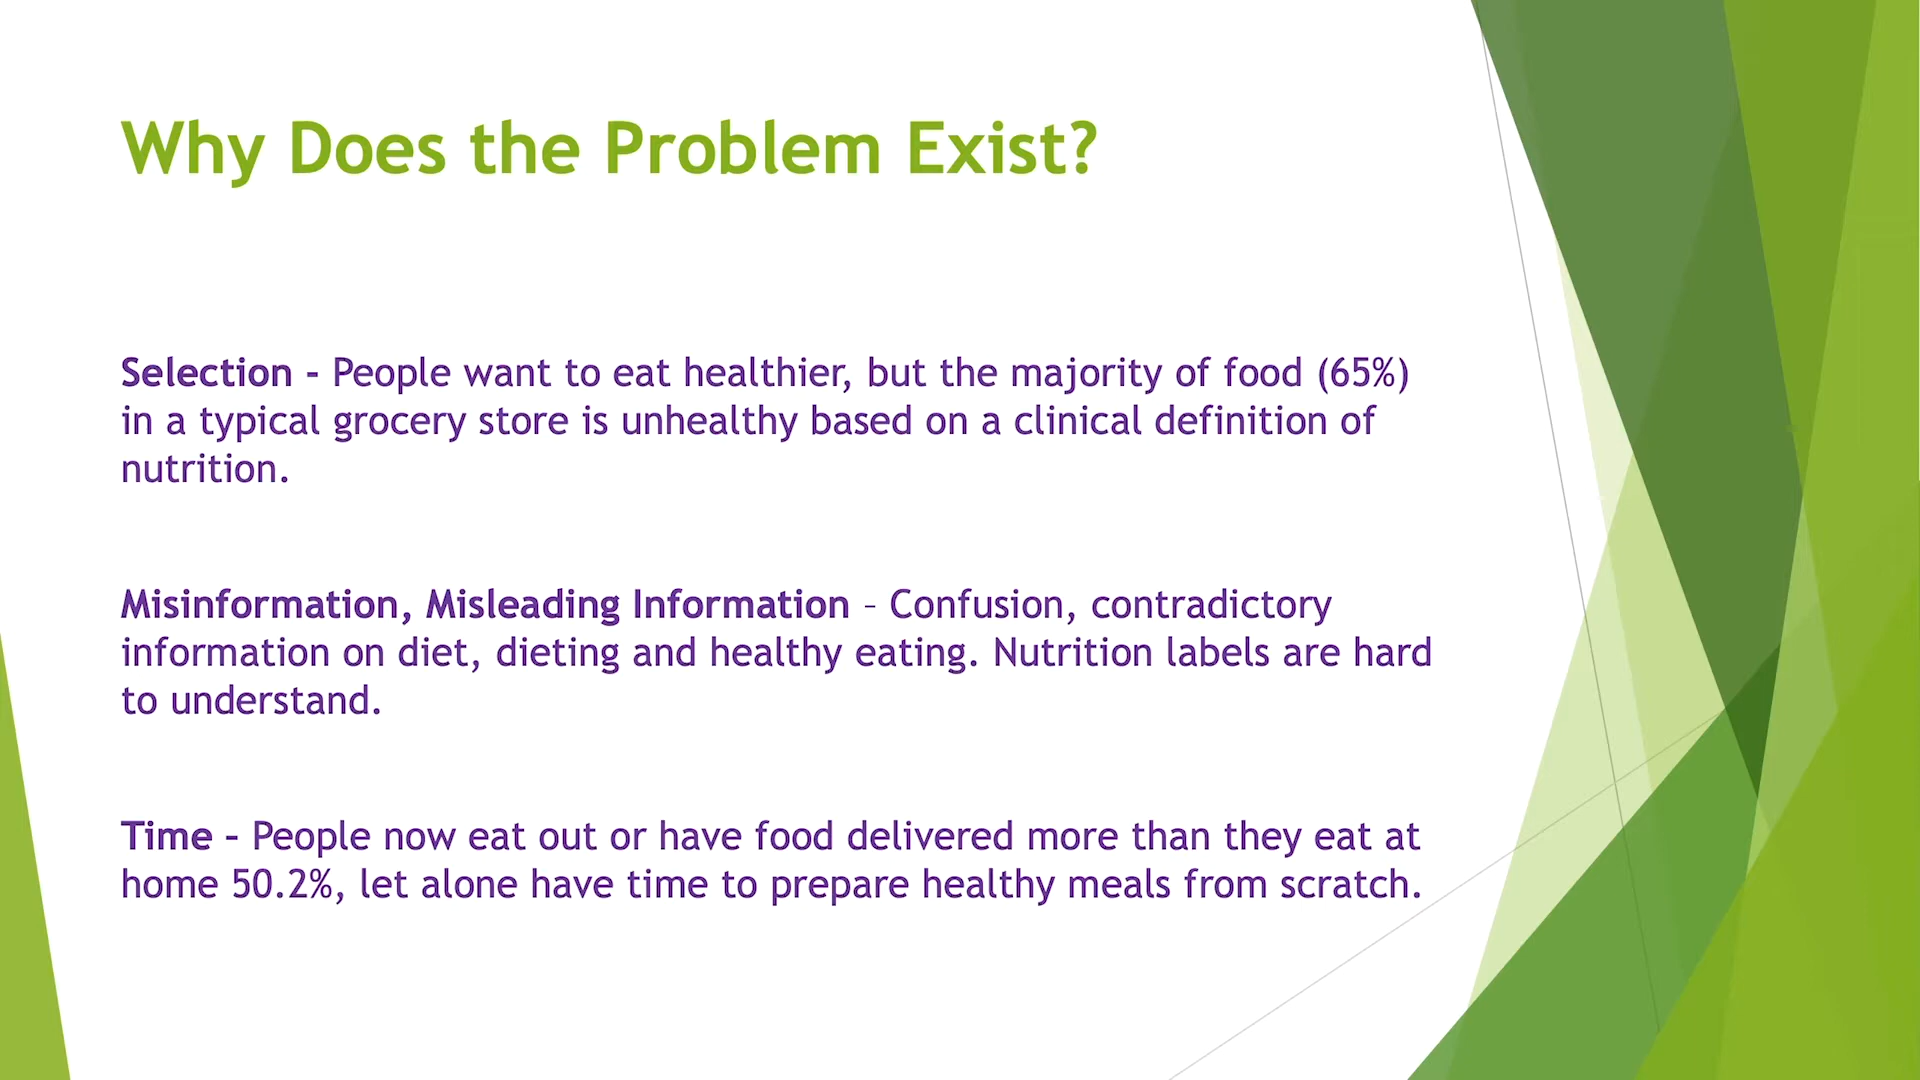 Why Does the Problem Exist?
Selection - People want to eat healthier, but the majority of food (65%)
in a typical grocery store is unhealthy based on a clinical definition of
nutrition.
Misinformation, Misleading Information – Confusion, contradictory
information on diet, dieting and healthy eating. Nutrition labels are hard
to understand.
Time – People now eat out or have food delivered more than they eat at
home 50.2%, let alone have time to prepare healthy meals from scratch.